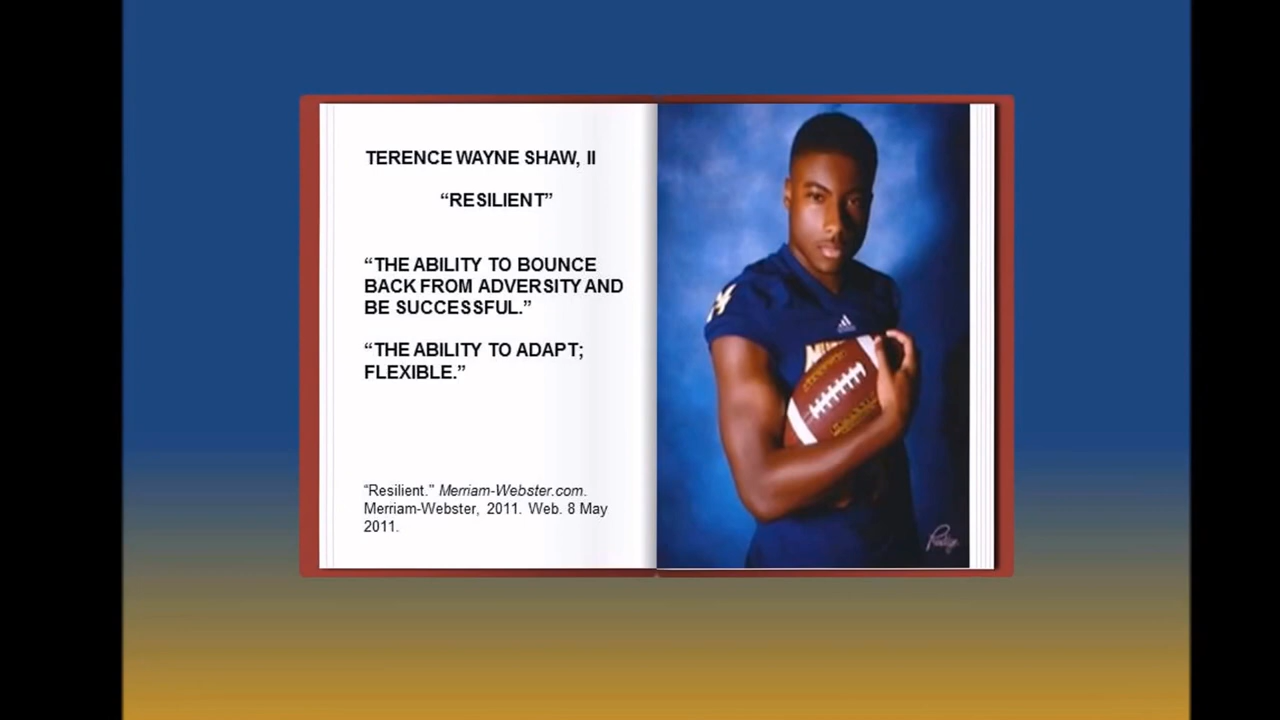 TERENCE WAYNE SHAW, II
“RESILIENT”
“THE ABILITY TO BOUNCE
BACK FROM ADVERSITY AND
BE SUCCESSFUL.”
“THE ABILITY TO ADAPT;
FLEXIBLE.”
“Resilient." Merriam-Webster.com.
Merriam-Webster, 2011. Web. 8 May
2011.